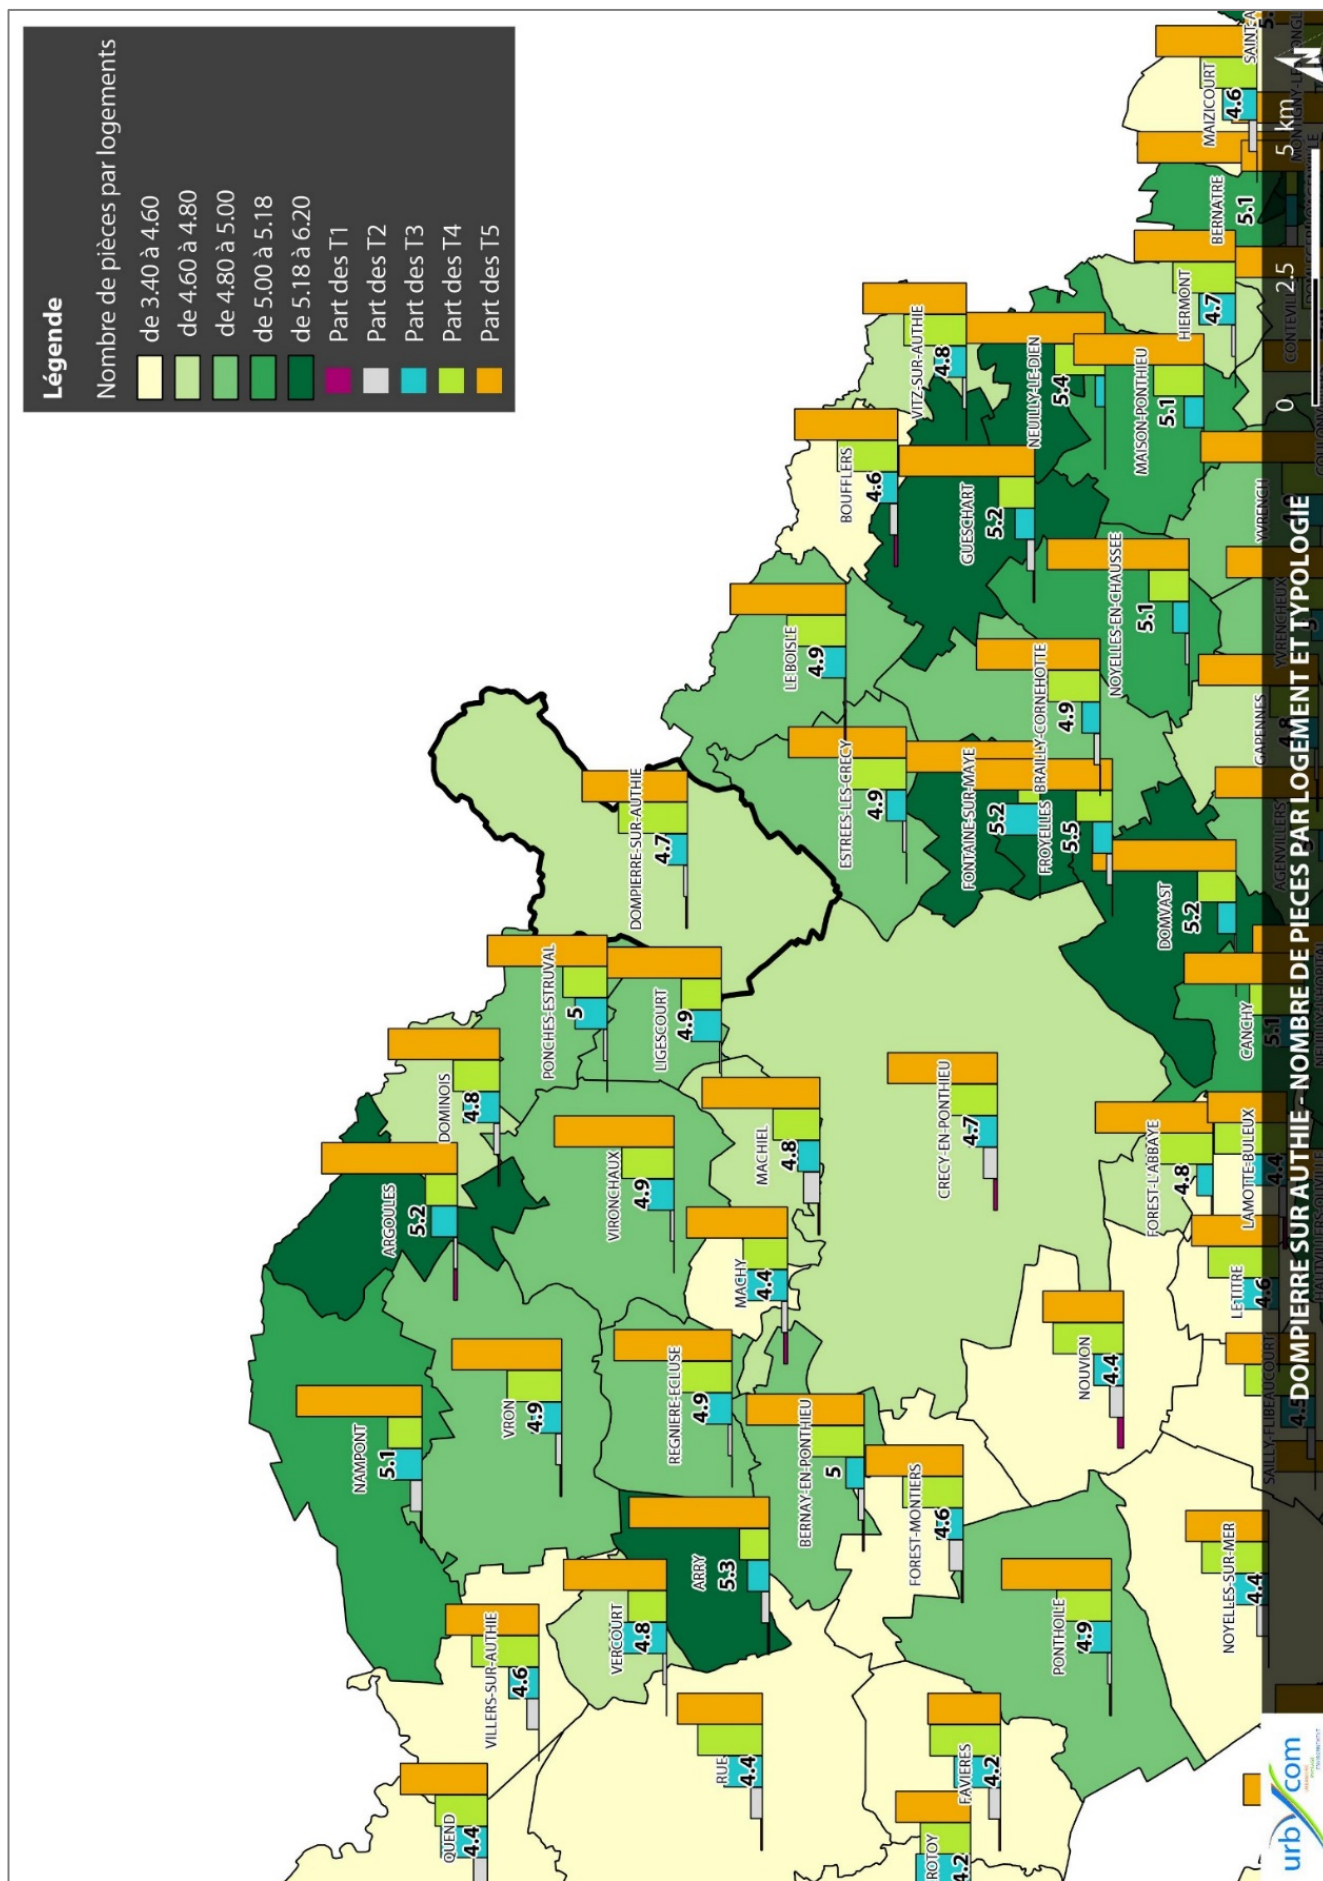 Légende
Nombre de pièces par logements
de 3.40 à 4.60
de 4.60 à 4.80
de 4.80 à 5.00
de 5.00 à 5.18
de 5.18 à 6.20
Part des T1
Part des T2
Part des T3
Part des T4
Part des T5
QUEND
4.4
VILLERS-SUR-AUTHIE
4.6
NAMPONT
5.1
VRON
4.9
ARGOULES
5.2
DOMINOIS
4.8
PONCHES-ESTRUVAL
5
LIGESCOURT
4.9
VIRONCHAUX
4.9
REGNIERE-ECLUSE
4.9
VERCOURT
4.8
ARRY
5.3
RUE
4.4
MACHY
4.4
MACHIEL
4.8
BERNAY-EN-PONTHIEU
5
FOREST-MONTIERS
4.6
FAVIERES
4.2
ROTOY
4.2
PONTHOILE
4.9
NOYELLES-SUR-MER
4.4
NOUVION
4.4
CRECY-EN-PONTHIEU
4.7
DOMPIERRE-SUR-AUTHIE
4.7
LE BOISLE
4.9
ESTREES-LES-CRECY
4.9
FONTAINE-SUR-MAYE
5.2
FROYELLES
5.5
BRAILLY-CORNEHOTTE
4.9
BOUFFLERS
4.6
VITZ-SUR-AUTHIE
4.8
GUESCHART
5.2
NEUILLY-LE-DIEN
5.4
MAISON-PONTHIEU
5.1
NOYELLES-EN-CHAUSSEE
5.1
HIERMONT
4.7
BERNATRE
5.1
MAIZICOURT
4.6
DOMVAST
5.2
CANCHY
5.1
FOREST-L'ABBAYE
4.8
LAMOTTE-BULEUX
4.4
LE TITRE
4.6
SAILLY-FLIBEAUCOURT
4.5
GAPENNES
4.8
AGENVILLERS
YVRENCHEUX
YVRENCH
NEUILLY-L'HOPITAL
DOMPIERRE SUR AUTHIE - NOMBRE DE PIECES PAR LOGEMENT ET TYPOLOGIE
0 2.5 5 km
N
urbycom